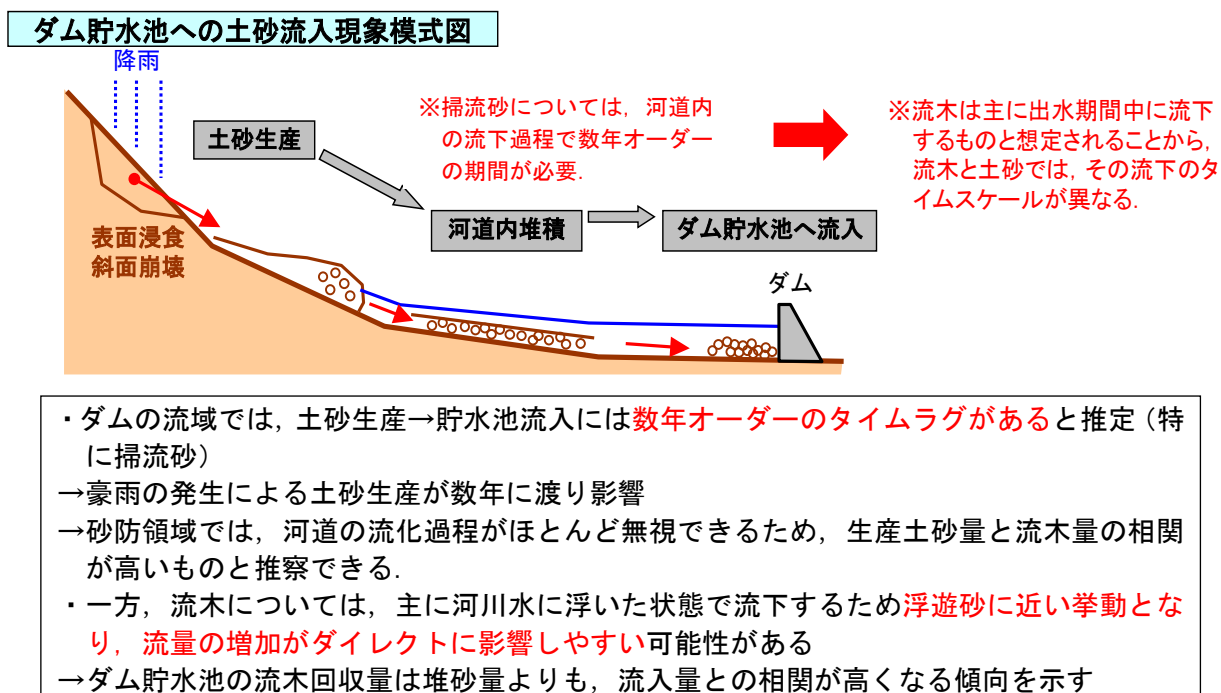 ダム貯水池への土砂流入現象模式図
降雨
※掃流砂については，河道内
の流下過程で数年オーダー
の期間が必要.
※流木は主に出水期間中に流下
するものと想定されることから，
流木と土砂では，その流下のタ
イムスケールが異なる.
土砂生産
河道内堆積
ダム貯水池へ流入
表面浸食
斜面崩壊
ダム
・ダムの流域では，土砂生産→貯水池流入には数年オーダーのタイムラグがあると推定（特
に掃流砂）
→豪雨の発生による土砂生産が数年に渡り影響
→砂防領域では，河道の流化過程がほとんど無視できるため，生産土砂量と流木量の相関
が高いものと推察できる.
・一方，流木については，主に河川水に浮いた状態で流下するため浮遊砂に近い挙動とな
り，流量の増加がダイレクトに影響しやすい可能性がある
→ダム貯水池の流木回収量は堆砂量よりも，流入量との相関が高くなる傾向を示す